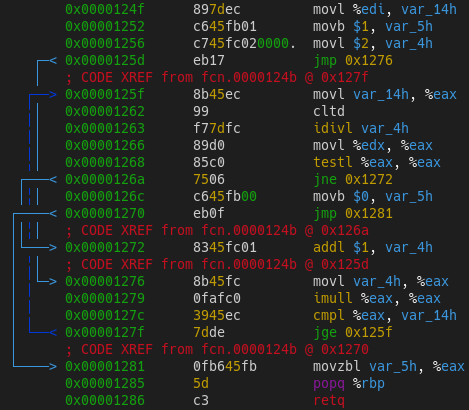 0x0000124f 897dec movl %edi, var_14h
0x00001252 c645fb01 movb $1, var_5h
0x00001256 c745fc020000. movl $2, var_4h
0x0000125d eb17 jmp 0x1276
; CODE XREF from fcn.0000124b @ 0x127f
0x0000125f 8b45ec movl var_14h, %eax
0x00001262 99 cltd
0x00001263 f77dfc idivl var_4h
0x00001266 89d0 movl %edx, %eax
0x00001268 85c0 testl %eax, %eax
0x0000126a 7506 jne 0x1272
0x0000126c c645fb00 movb $0, var_5h
0x00001270 eb0f jmp 0x1281
; CODE XREF from fcn.0000124b @ 0x126a
0x00001272 8345fc01 addl $1, var_4h
; CODE XREF from fcn.0000124b @ 0x125d
0x00001276 8b45fc movl var_4h, %eax
0x00001279 0fafc0 imull %eax, %eax
0x0000127c 3945ec cmpl %eax, var_14h
0x0000127f 7dde jge 0x125f
; CODE XREF from fcn.0000124b @ 0x1270
0x00001281 0fb645fb movzbl var_5h, %eax
0x00001285 5d popq %rbp
0x00001286 c3 retq